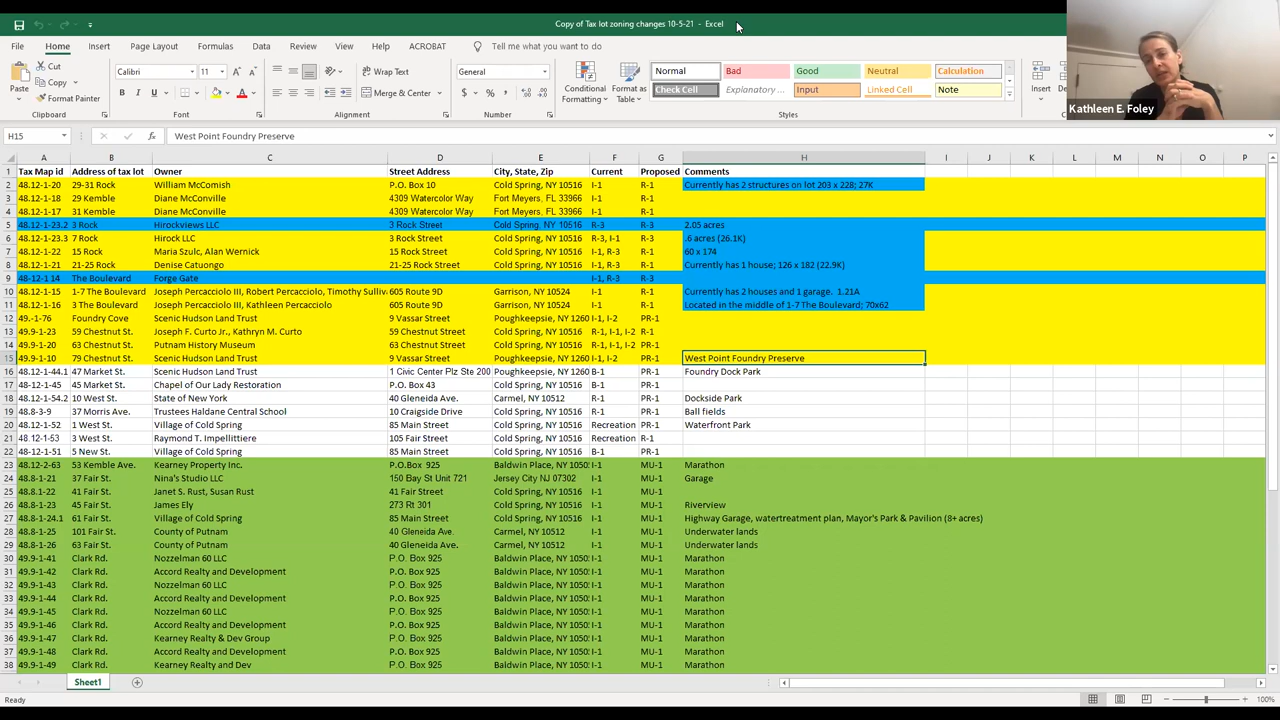 Copy of Tax lot zoning changes 10-5-21 - Excel
File Home Insert Page Layout Formulas Data Review View Help ACROBAT Tell me what you want to do
Kathleen E. Foley
Paste Cut Copy Format Painter
Calibri 11 Wrap Text Merge & Center General
Conditional Formatting Format as Table
Normal Bad Good Neutral Calculation
Check Cell Explanatory ... Input Linked Cell Note
Insert
Clipboard Font Alignment Number Styles
H15 fx West Point Foundry Preserve
A B C D E F G H I J K L M N O P
1 Tax Map id Address of tax lot Owner Street Address City, State, Zip Current Proposed Comments
2 48.12-1-20 29-31 Rock William McComish P.O. Box 10 Cold Spring, NY 10516 I-1 R-1 Currently has 2 structures on lot 203 x 228; 27K
3 48.12-1-18 29 Kemble Diane McConville 4309 Watercolor Way Fort Meyers, FL 33966 I-1 R-1
4 48.12-1-17 31 Kemble Diane McConville 4309 Watercolor Way Fort Meyers, FL 33966 I-1 R-1
5 48.12-1-23.2 3 Rock Hirockviews LLC 3 Rock Street Cold Spring, NY 10516 R-3 R-3 2.05 acres
6 48.12-1-23.3 7 Rock Hirock LLC 3 Rock Street Cold Spring, NY 10516 R-3, I-1 R-3 .6 acres (26.1K)
7 48.12-1-22 15 Rock Maria Szulc, Alan Wernick 15 Rock Street Cold Spring, NY 10516 I-1, R-3 R-1 60 x 174
8 48.12-1-21 21-25 Rock Denise Catuongo 21-25 Rock Street Cold Spring, NY 10516 I-1, R-3 R-1 Currently has 1 house; 126 x 182 (22.9K)
9 48-12-1 14 The Boulevard Forge Gate I-1, R-3 R-3
10 48.12-1-15 1-7 The Boulevard Joseph Percacciolo III, Robert Percacciolo, Timothy Sulliv 605 Route 9D Garrison, NY 10524 I-1 R-1 Currently has 2 houses and 1 garage. 1.21A
11 48.12-1-16 3 The Boulevard Joseph Percacciolo III, Kathleen Percacciolo 605 Route 9D Garrison, NY 10524 I-1 R-1 Located in the middle of 1-7 The Boulevard; 70x62
12 49.-1-76 Foundry Cove Scenic Hudson Land Trust 9 Vassar Street Poughkeepsie, NY 1260 I-1, I-2 PR-1
13 49.9-1-23 59 Chestnut St. Joseph F. Curto Jr., Kathryn M. Curto 59 Chestnut Street Cold Spring, NY 10516 R-1, I-1, I-2 R-1
14 49.9-1-20 63 Chestnut St. Putnam History Museum 63 Chestnut Street Cold Spring, NY 10516 R-1, I-1, I-2 PR-1
15 49.9-1-10 79 Chestnut St. Scenic Hudson Land Trust 9 Vassar Street Poughkeepsie, NY 1260 I-1, I-2 PR-1 West Point Foundry Preserve
16 48.12-1-44.1 47 Market St. Scenic Hudson Land Trust 1 Civic Center Plz Ste 200 Poughkeepsie, NY 1260 B-1 PR-1 Foundry Dock Park
17 48.12-1-45 45 Market St. Chapel of Our Lady Restoration P.O. Box 43 Cold Spring, NY 10516 B-1 PR-1
18 48.12-1-54.2 10 West St. State of New York 40 Gleneida Ave. Carmel, NY 10512 R-1 PR-1 Dockside Park
19 48.8-3-9 37 Morris Ave. Trustees Haldane Central School 10 Craigside Drive Cold Spring, NY 10516 R-1 PR-1 Ball fields
20 48.12-1-52 1 West St. Village of Cold Spring 85 Main Street Cold Spring, NY 10516 Recreation PR-1 Waterfront Park
21 48.12-1-53 3 West St. Raymond T. Impellittiere 105 Fair Street Cold Spring, NY 10516 Recreation R-1
22 48.12-1-51 5 New St. Village of Cold Spring 85 Main Street Cold Spring, NY 10516 B-1 PR-1
23 48.12-2-63 53 Kemble Ave. Kearney Property Inc. P.O.Box 925 Baldwin Place, NY 1050 I-1 MU-1 Marathon
24 48.8-1-21 37 Fair St. Nina's Studio LLC 150 Bay St Unit 721 Jersey City NJ 07302 I-1 MU-1 Garage
25 48.8-1-22 41 Fair St. Janet S. Rust, Susan Rust 41 Fair Street Cold Spring, NY 10516 I-1 MU-1
26 48.8-1-23 45 Fair St. James Ely 273 Rt 301 Cold Spring, NY 10516 I-1 MU-1 Riverview
27 48.8-1-24.1 61 Fair St. Village of Cold Spring 85 Main Street Cold Spring, NY 10516 I-1 MU-1 Highway Garage, watertreatment plan, Mayor's Park & Pavilion (8+ acres)
28 48.8-1-25 101 Fair St. County of Putnam 40 Gleneida Ave. Carmel, NY 10512 I-1 MU-1 Underwater lands
29 48.8-1-26 63 Fair St. County of Putnam 40 Gleneida Ave. Carmel, NY 10512 I-1 MU-1 Underwater lands
30 49.9-1-41 Clark Rd. Nozzelman 60 LLC P.O. Box 925 Baldwin Place, NY 1050 I-1 MU-1 Marathon
31 49.9-1-42 Clark Rd. Accord Realty and Development P.O. Box 925 Baldwin Place, NY 1050 I-1 MU-1 Marathon
32 49.9-1-43 Clark Rd. Nozzelman 60 LLC P.O. Box 925 Baldwin Place, NY 1050 I-1 MU-1 Marathon
33 49.9-1-44 Clark Rd. Accord Realty and Development P.O. Box 925 Baldwin Place, NY 1050 I-1 MU-1 Marathon
34 49.9-1-45 Clark Rd. Nozzelman 60 LLC P.O. Box 925 Baldwin Place, NY 1050 I-1 MU-1 Marathon
35 49.9-1-46 Clark Rd. Accord Realty and Development P.O. Box 925 Baldwin Place, NY 1050 I-1 MU-1 Marathon
36 49.9-1-47 Clark Rd. Kearney Realty & Dev Group P.O. Box 925 Baldwin Place, NY 1050 I-1 MU-1 Marathon
37 49.9-1-48 Clark Rd. Accord Realty and Development P.O. Box 925 Baldwin Place, NY 1050 I-1 MU-1 Marathon
38 49.9-1-49 Clark Rd. Kearney Realty and Dev P.O. Box 925 Baldwin Place, NY 1050 I-1 MU-1 Marathon
Sheet1
Ready 100%